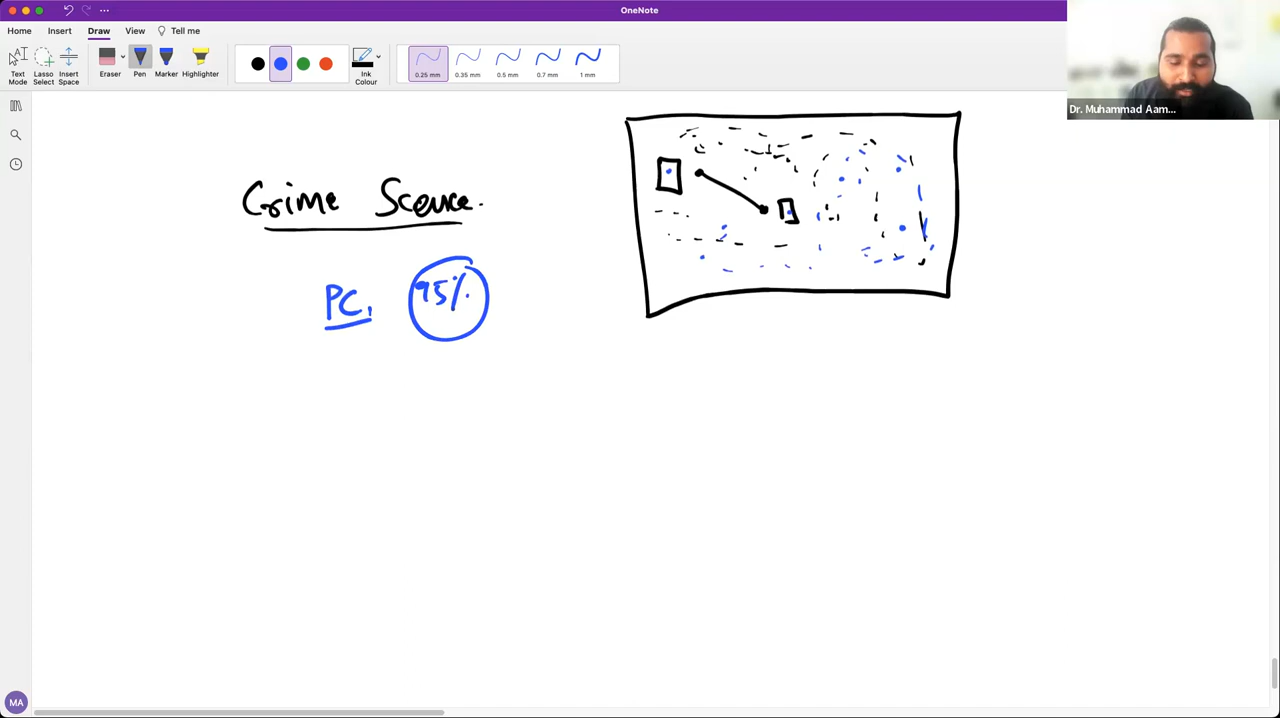 OneNote
Home Insert Draw View Tell me
Text Mode
Lasso Select
Insert Space
Eraser
Pen
Marker
Highlighter
Ink Colour
0.25 mm
0.35 mm
0.5 mm
0.7 mm
1 mm
Dr. Muhammad Aam...
Crime Scence.
PC, 95%.
MA